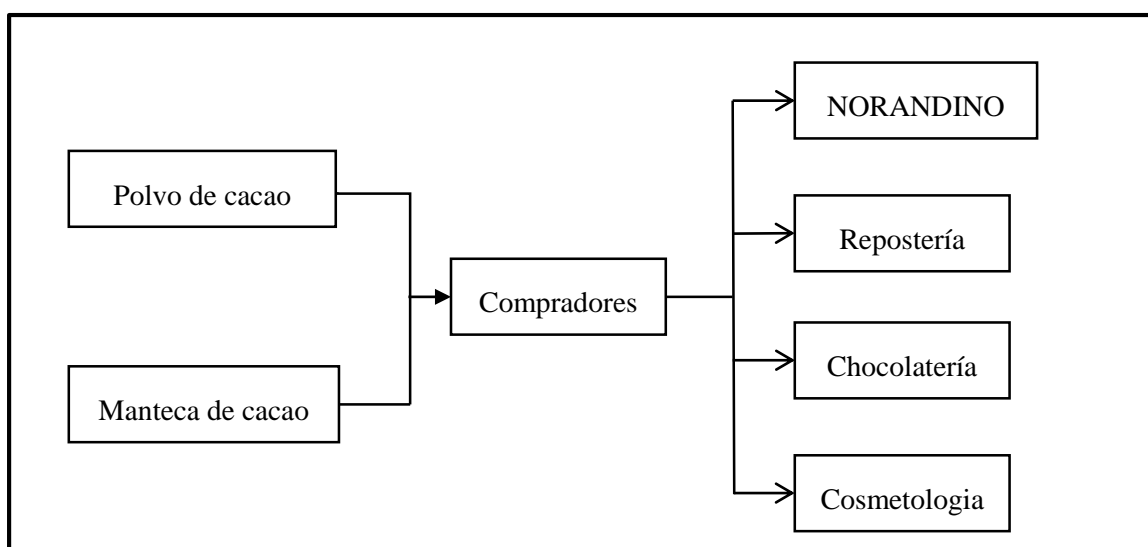 Polvo de cacao
Manteca de cacao
Compradores
NORANDINO
Repostería
Chocolatería
Cosmetologia